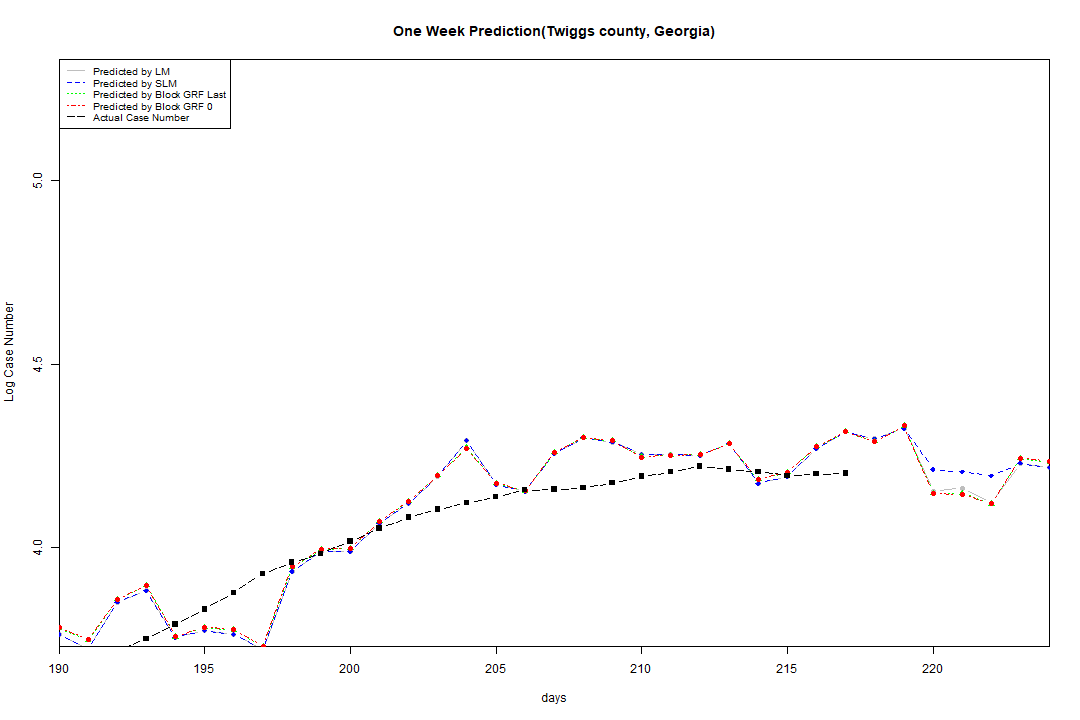 One Week Prediction(Twiggs county, Georgia)
Predicted by LM
Predicted by SLM
Predicted by Block GRF Last
Predicted by Block GRF 0
Actual Case Number
5.0
4.5
4.0
Log Case Number
190 195 200 205 210 215 220
days